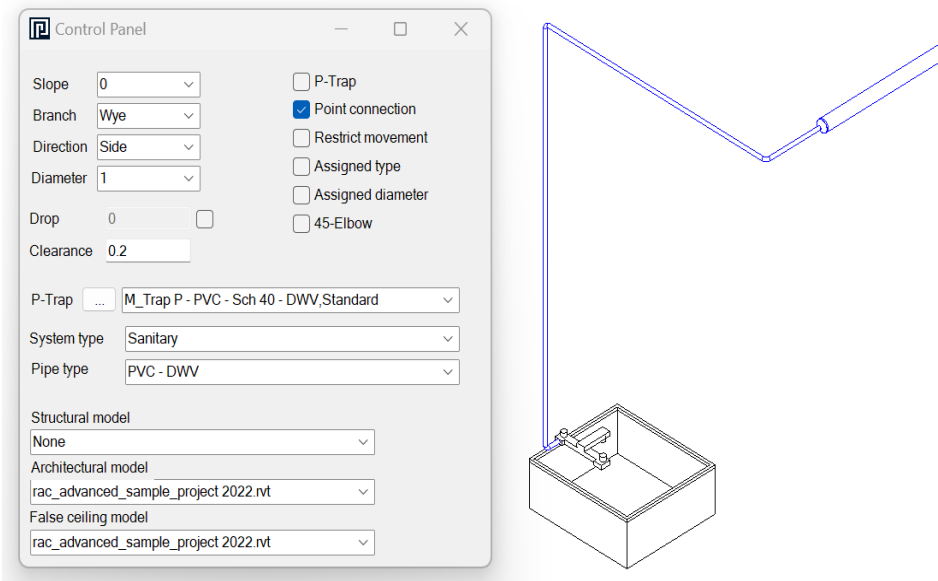 Control Panel
Slope 0
P-Trap
Branch Wye
Point connection
Direction Side
Restrict movement
Diameter 1
Assigned type
Assigned diameter
Drop 0
45-Elbow
Clearance 0.2
P-Trap ... M_Trap P - PVC - Sch 40 - DWV,Standard
System type Sanitary
Pipe type PVC - DWV
Structural model
None
Architectural model
rac_advanced_sample_project 2022.rvt
False ceiling model
rac_advanced_sample_project 2022.rvt